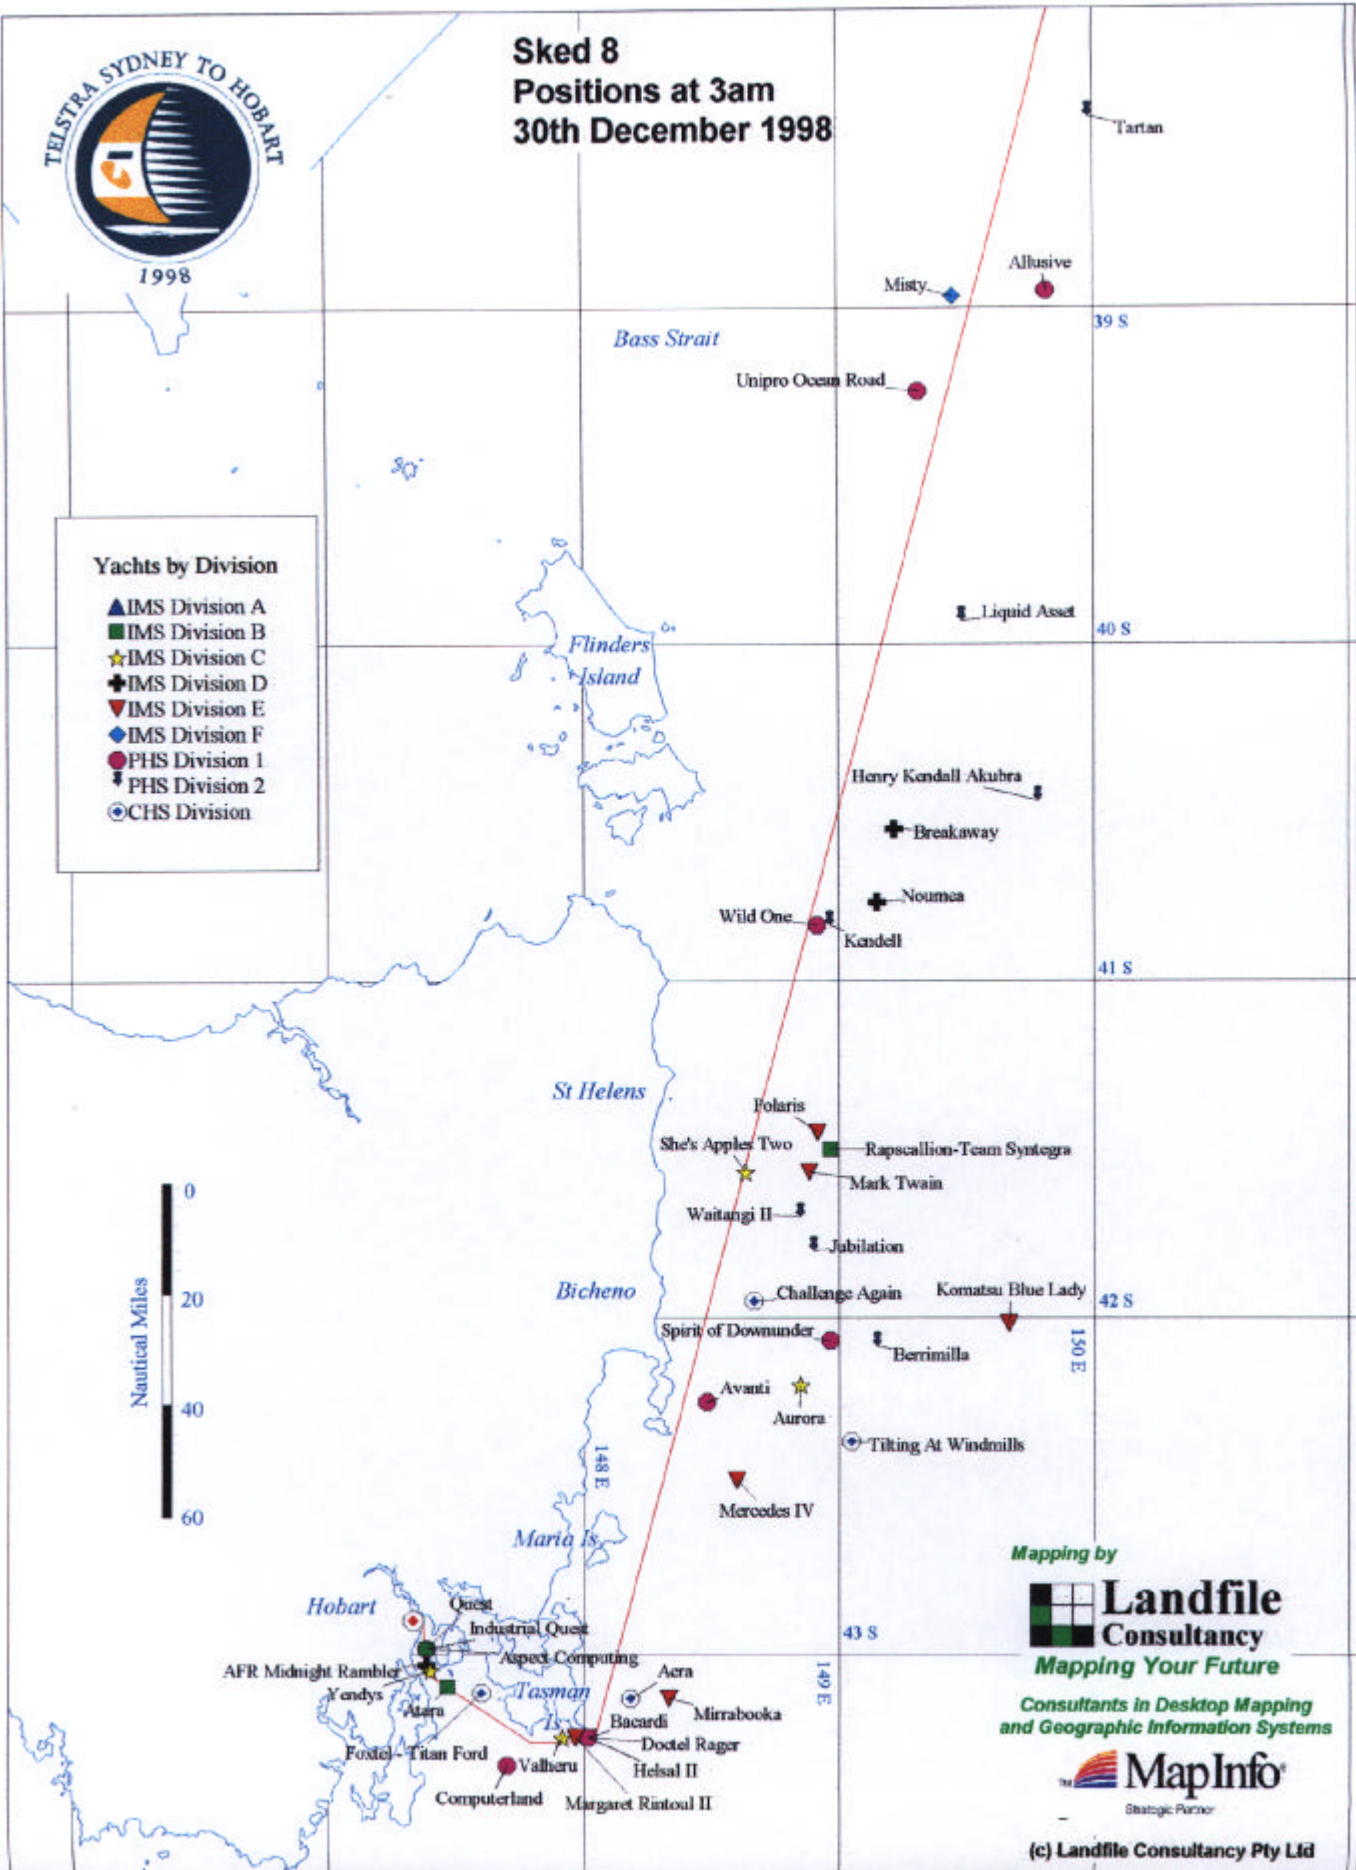 TELSTRA SYDNEY TO HOBART
1998
Sked 8
Positions at 3am
30th December 1998
Tartan
Allusive
Misty
39 S
Bass Strait
Unipro Ocean Road
Yachts by Division
IMS Division A
IMS Division B
IMS Division C
IMS Division D
IMS Division E
IMS Division F
PHS Division 1
PHS Division 2
CHS Division
Liquid Asset
40 S
Flinders
Island
Henry Kendall Akubra
Breakaway
Noumea
Wild One
Kendell
41 S
St Helens
Polaris
She's Apples Two
Rapscallion-Team Syntegra
Mark Twain
Waitangi II
Jubilation
Nautical Miles
0
20
40
60
Bicheno
Challenge Again
Komatsu Blue Lady
42 S
Spirit of Downunder
Berrimilla
150 E
Avanti
Aurora
Tilting At Windmills
148 E
Mercedes IV
Maria Is
Hobart
Quest
Industrial Quest
Aspect Computing
43 S
AFR Midnight Rambler
Yendys
Atara
Tasman
Is
Aera
Mirrabooka
149 E
Bacardi
Doctel Rager
Foxtel - Titan Ford
Valheru
Helsal II
Computerland
Margaret Rintoul II
Mapping by
Landfile
Consultancy
Mapping Your Future
Consultants in Desktop Mapping
and Geographic Information Systems
MapInfo
Strategic Partner
(c) Landfile Consultancy Pty Ltd